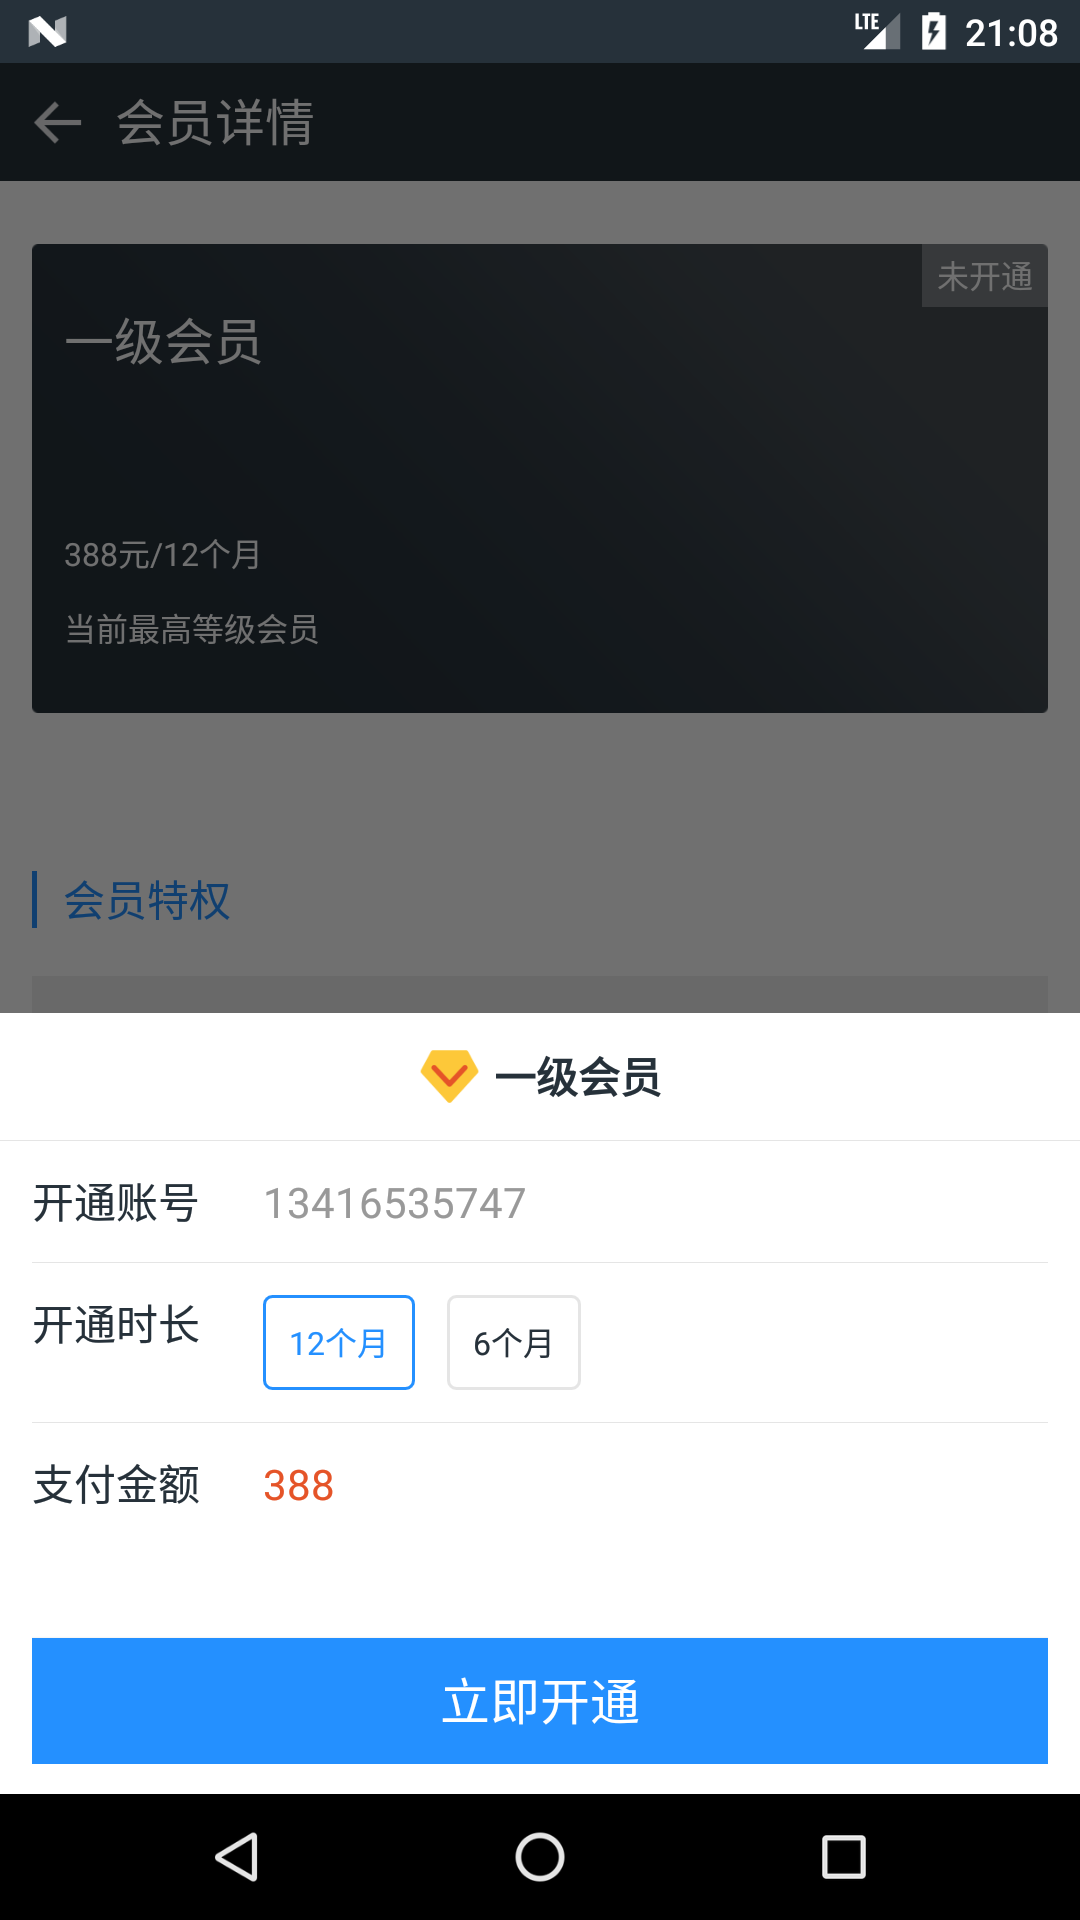 LTE 21:08
会员详情
未开通
一级会员
388元/12个月
当前最高等级会员
会员特权
一级会员
开通账号 13416535747
开通时长 12个月 6个月
支付金额 388
立即开通